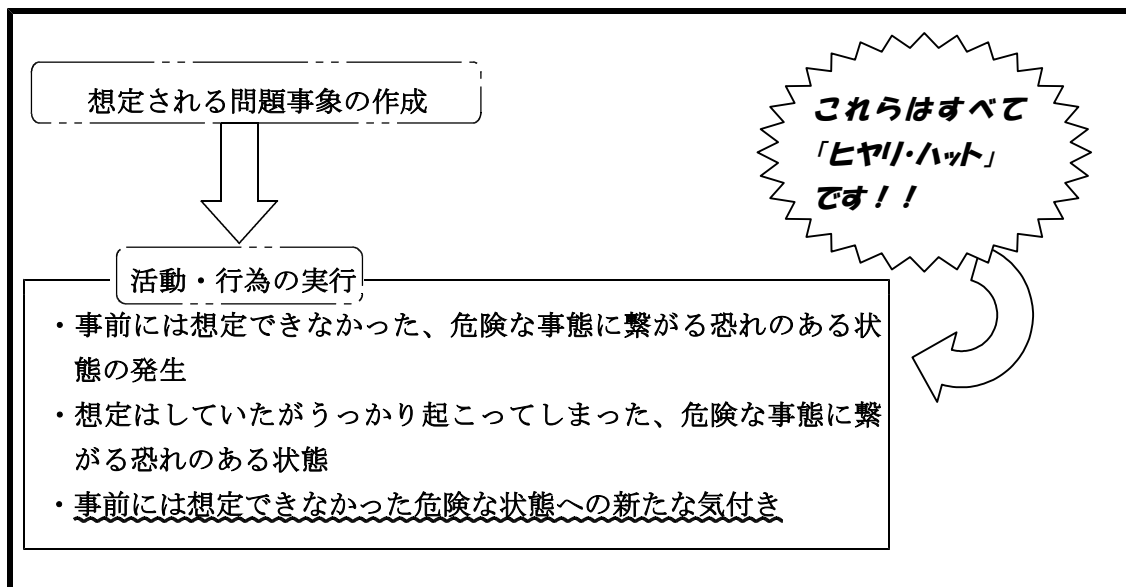 想定される問題事象の作成
これらはすべて
「ヒヤリ・ハット」
です！！
活動・行為の実行
・事前には想定できなかった、危険な事態に繋がる恐れのある状
態の発生
・想定はしていたがうっかり起こってしまった、危険な事態に繋
がる恐れのある状態
・事前には想定できなかった危険な状態への新たな気付き